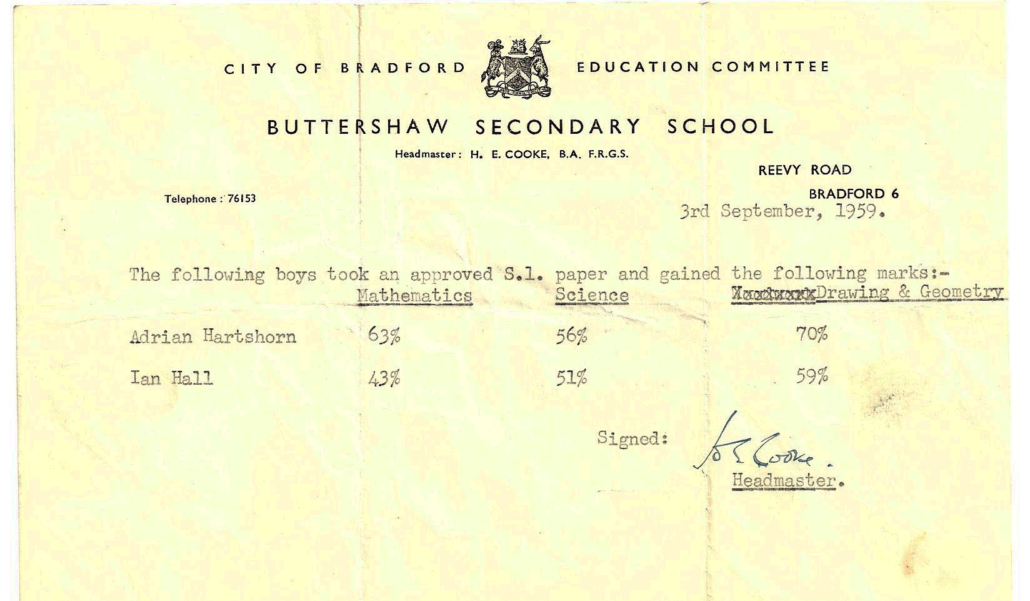 CITY OF BRADFORD EDUCATION COMMITTEE
BUTTERSHAW SECONDARY SCHOOL
Headmaster: H. E. COOKE, B.A. F.R.G.S.
REEVY ROAD
Telephone: 76153 BRADFORD 6
3rd September, 1959.
The following boys took an approved S.1. paper and gained the following marks:-
Mathematics Science Drawing & Geometry
Adrian Hartshorn 63% 56% 70%
Ian Hall 43% 51% 59%
Signed: H E Cooke.
Headmaster.